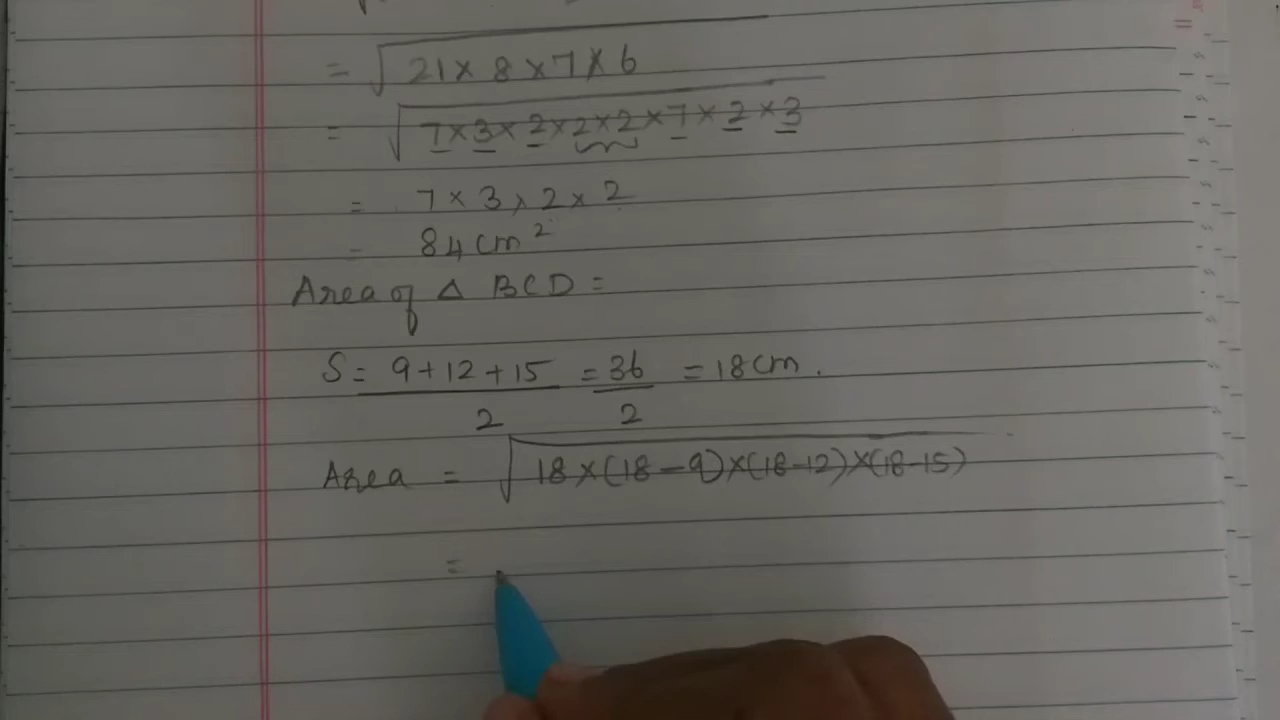 = √21 × 8 × 7 × 6
= √7 × 3 × 2 × 2 × 2 × 7 × 2 × 3
= 7 × 3 × 2 × 2
= 84 cm²
Area of △ BCD =
S = 9 + 12 + 15 / 2 = 36 / 2 = 18 cm.
Area = √18 × (18 - 9) × (18 - 12) × (18 - 15)
=